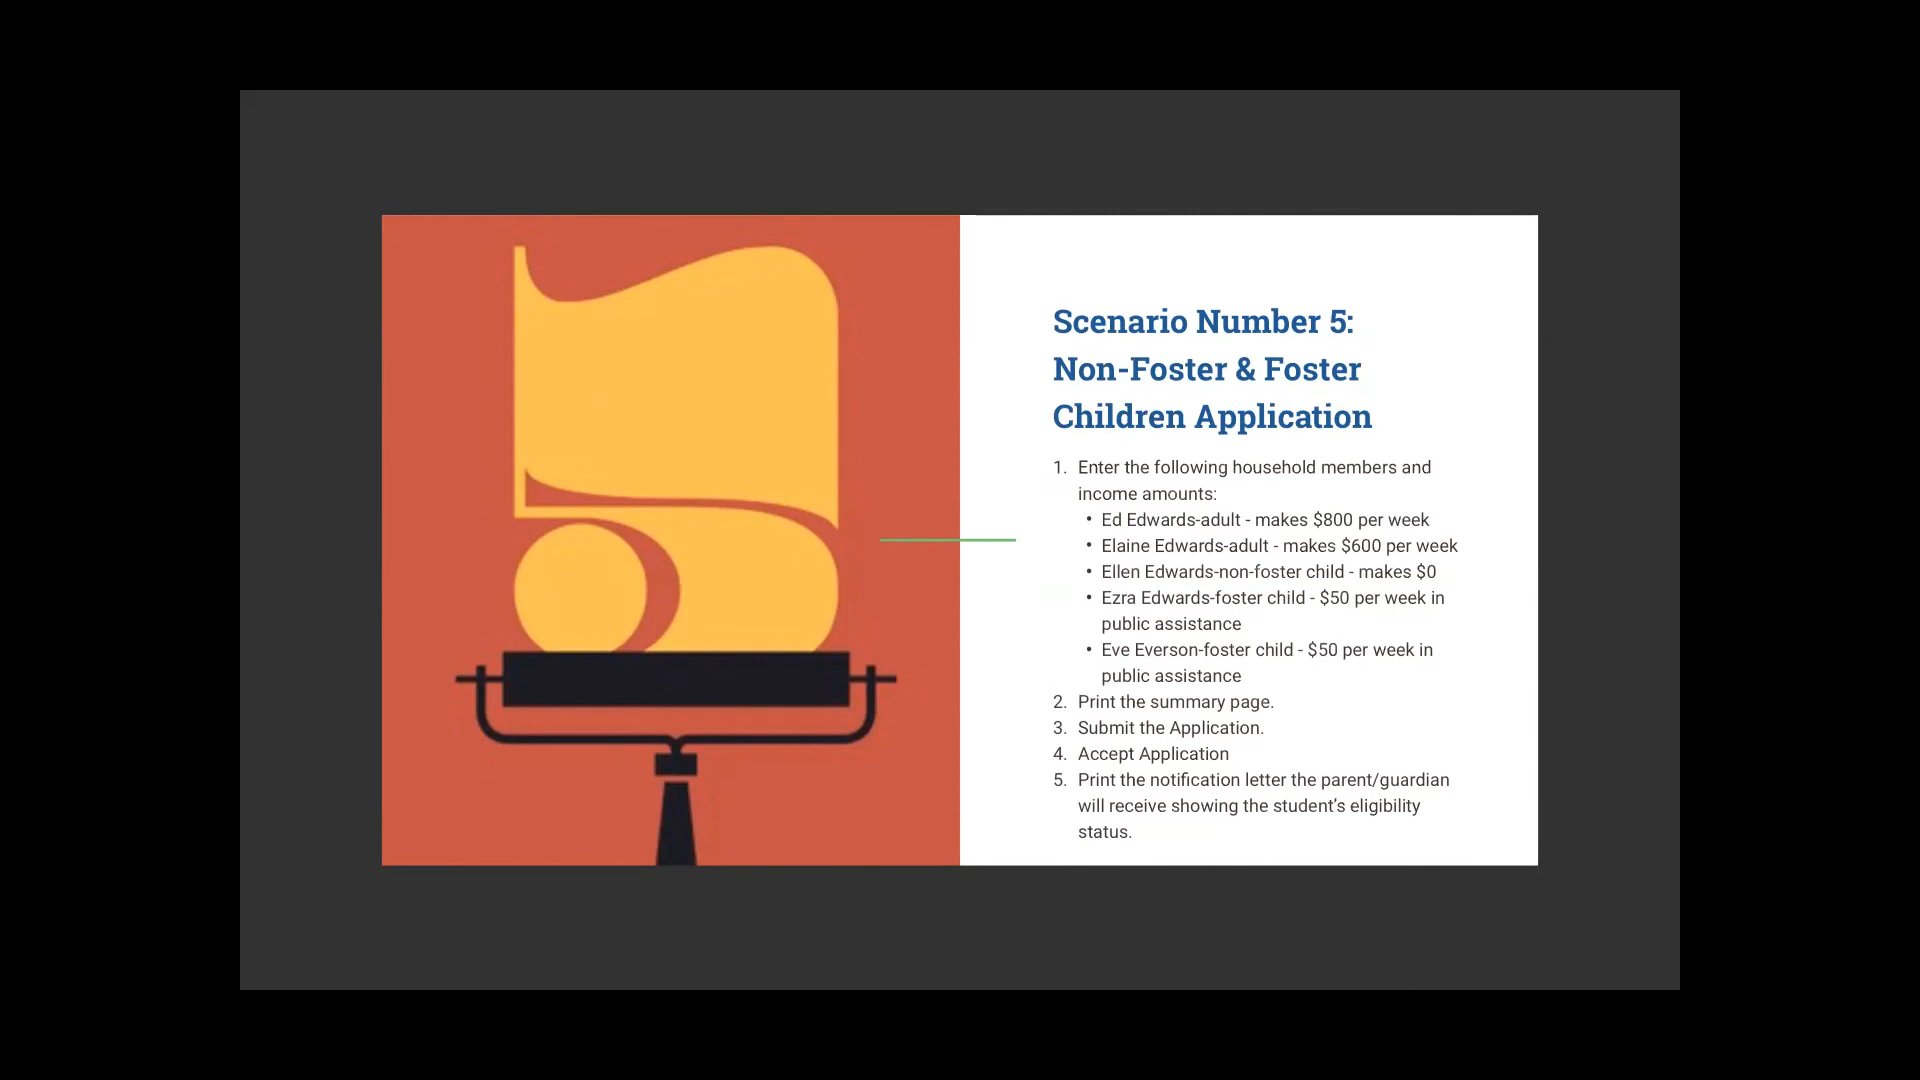 Scenario Number 5:
Non-Foster & Foster
Children Application
1. Enter the following household members and
income amounts:
• Ed Edwards-adult - makes $800 per week
• Elaine Edwards-adult - makes $600 per week
• Ellen Edwards-non-foster child - makes $0
• Ezra Edwards-foster child - $50 per week in
public assistance
• Eve Everson-foster child - $50 per week in
public assistance
2. Print the summary page.
3. Submit the Application.
4. Accept Application
5. Print the notification letter the parent/guardian
will receive showing the student’s eligibility
status.